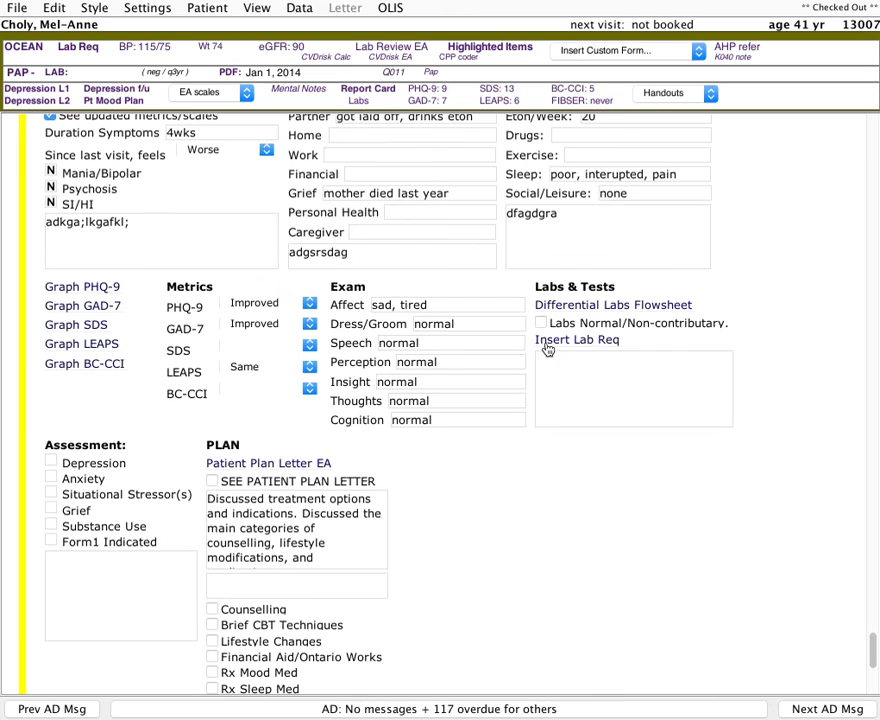 File Edit Style Settings Patient View Data Letter OLIS ** Checked Out **
Choly, Mel-Anne next visit: not booked age 41 yr 13007
OCEAN Lab Req BP: 115/75 Wt 74 eGFR: 90 Lab Review EA Highlighted Items Insert Custom Form... AHP refer
CVDrisk Calc CVDrisk EA CPP coder K040 note
PAP - LAB: ( neg / q3yr ) PDF: Jan 1, 2014 Q011 Pap
Depression L1 Depression f/u EA scales Mental Notes Report Card PHQ-9: 9 SDS: 13 BC-CCI: 5 Handouts
Depression L2 Pt Mood Plan Labs GAD-7: 7 LEAPS: 6 FIBSER: never
See updated metrics/scales Partner got laid off, drinks eton Eton/Week: 20
Duration Symptoms 4wks Home Drugs:
Since last visit, feels Worse Work Exercise:
N Mania/Bipolar Financial Sleep: poor, interupted, pain
N Psychosis Grief mother died last year Social/Leisure: none
N SI/HI Personal Health dfagdgra
adkga;lkgafkl; Caregiver
adgsrsdag
Graph PHQ-9 Metrics Exam Labs & Tests
Graph GAD-7 PHQ-9 Improved Affect sad, tired Differential Labs Flowsheet
Graph SDS GAD-7 Improved Dress/Groom normal Labs Normal/Non-contributary.
Graph LEAPS SDS Speech normal Insert Lab Req
Graph BC-CCI LEAPS Same Perception normal
BC-CCI Insight normal
Thoughts normal
Cognition normal
Assessment: PLAN
Depression Patient Plan Letter EA
Anxiety SEE PATIENT PLAN LETTER
Situational Stressor(s) Discussed treatment options
Grief and indications. Discussed the
Substance Use main categories of
Form1 Indicated counselling, lifestyle
modifications, and
Counselling
Brief CBT Techniques
Lifestyle Changes
Financial Aid/Ontario Works
Rx Mood Med
Rx Sleep Med
Prev AD Msg AD: No messages + 117 overdue for others Next AD Msg